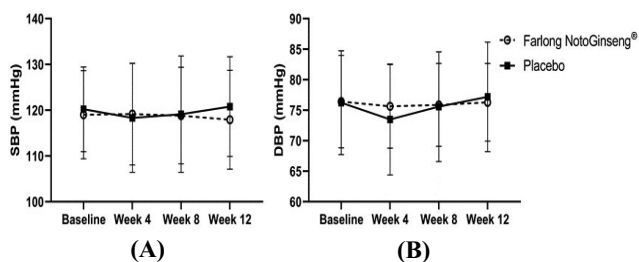 SBP (mmHg)
140
130
120
110
100
Baseline Week 4 Week 8 Week 12
(A)
DBP (mmHg)
90
85
80
75
70
65
60
Baseline Week 4 Week 8 Week 12
(B)
Farlong NotoGinseng®
Placebo